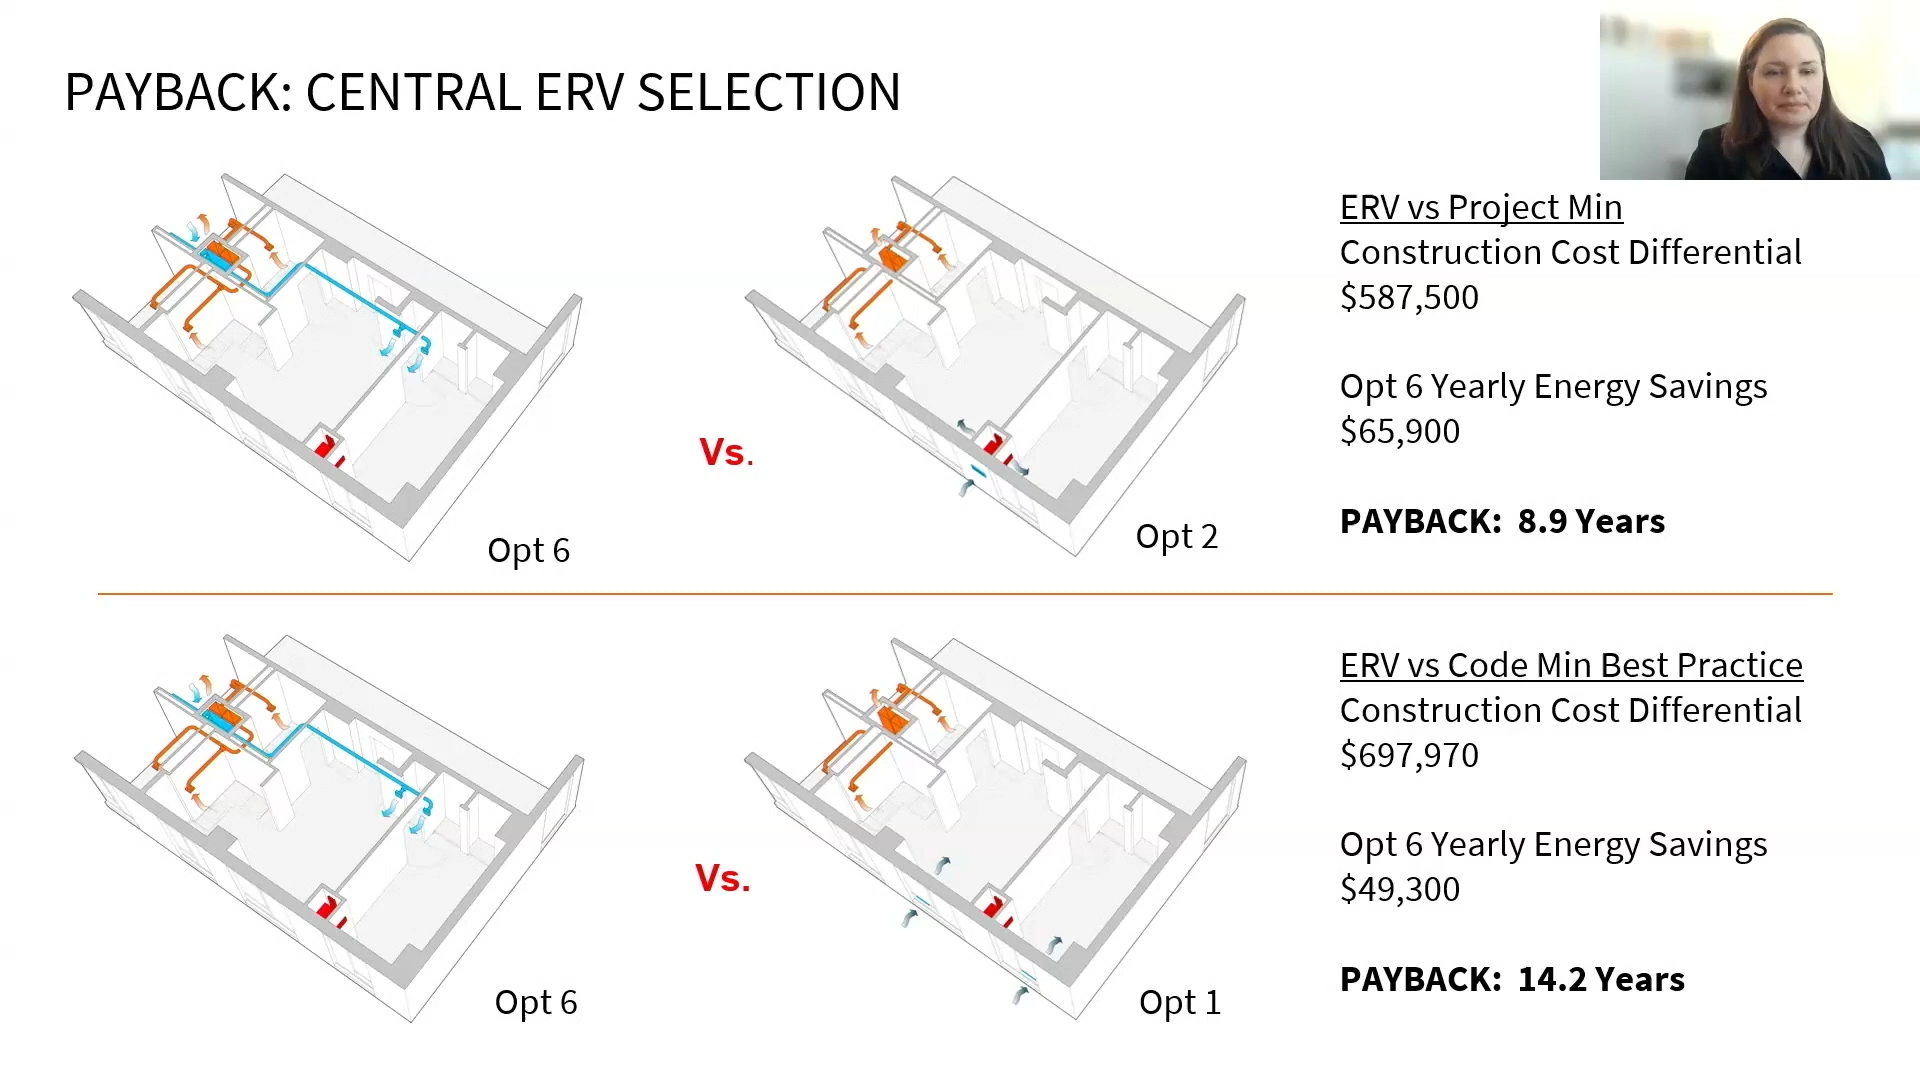 PAYBACK: CENTRAL ERV SELECTION
Opt 6
Vs.
Opt 2
ERV vs Project Min
Construction Cost Differential
$587,500
Opt 6 Yearly Energy Savings
$65,900
PAYBACK: 8.9 Years
Opt 6
Vs.
Opt 1
ERV vs Code Min Best Practice
Construction Cost Differential
$697,970
Opt 6 Yearly Energy Savings
$49,300
PAYBACK: 14.2 Years